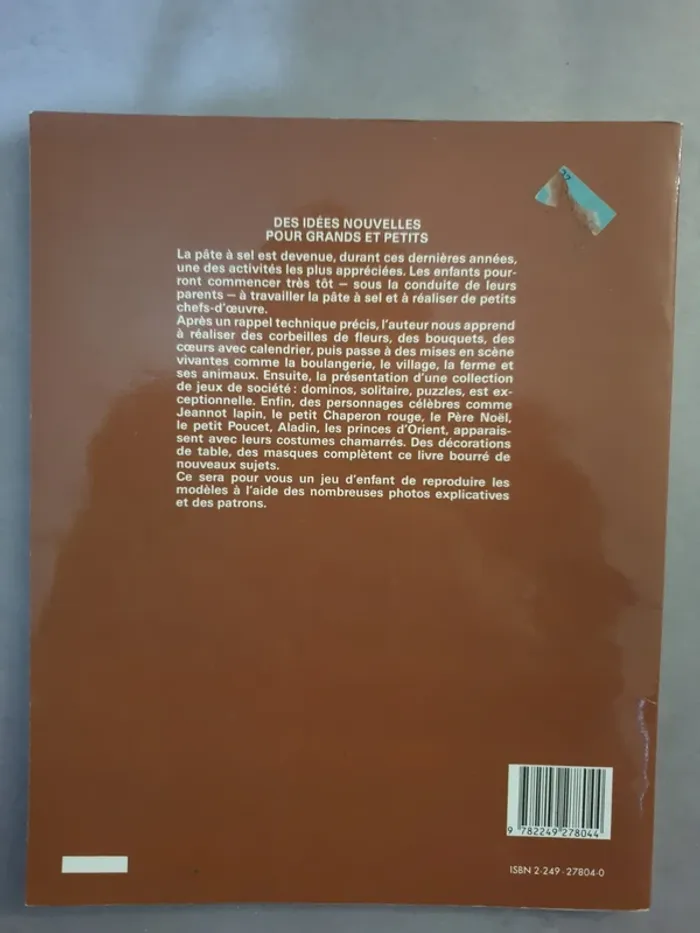 DES IDÉES NOUVELLES
POUR GRANDS ET PETITS
La pâte à sel est devenue, durant ces dernières années,
une des activités les plus appréciées. Les enfants pour-
ront commencer très tôt – sous la conduite de leurs
parents – à travailler la pâte à sel et à réaliser de petits
chefs-d'œuvre.
Après un rappel technique précis, l'auteur nous apprend
à réaliser des corbeilles de fleurs, des bouquets, des
cœurs avec calendrier, puis passe à des mises en scène
vivantes comme la boulangerie, le village, la ferme et
ses animaux. Ensuite, la présentation d'une collection
de jeux de société : dominos, solitaire, puzzles, est ex-
ceptionnelle. Enfin, des personnages célèbres comme
Jeannot lapin, le petit Chaperon rouge, le Père Noël,
le petit Poucet, Aladin, les princes d'Orient, apparais-
sent avec leurs costumes chamarrés. Des décorations
de table, des masques complètent ce livre bourré de
nouveaux sujets.
Ce sera pour vous un jeu d'enfant de reproduire les
modèles à l'aide des nombreuses photos explicatives
et des patrons.
9 782249 278044
ISBN 2-249-27804-0